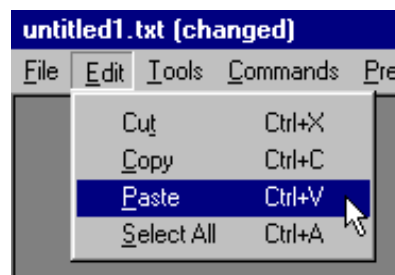 untitled1.txt (changed)
File Edit Tools Commands Pre
Cut Ctrl+X
Copy Ctrl+C
Paste Ctrl+V
Select All Ctrl+A